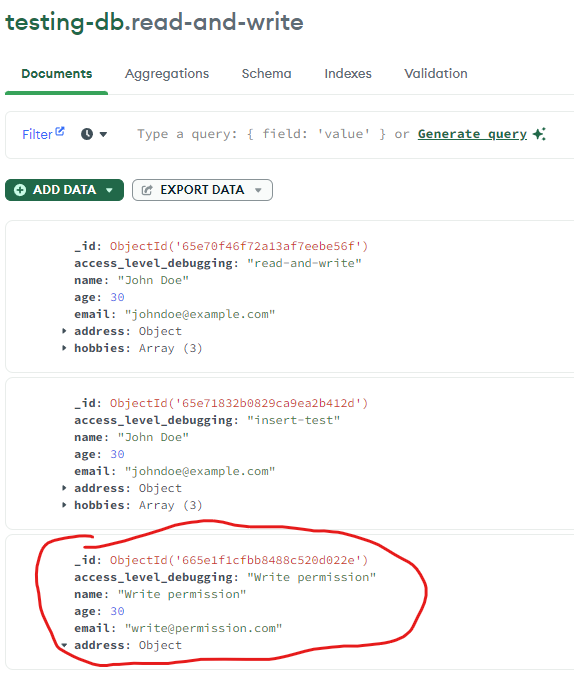 testing-db.read-and-write
Documents Aggregations Schema Indexes Validation
Filter Type a query: { field: 'value' } or Generate query
ADD DATA EXPORT DATA
_id: ObjectId('65e70f46f72a13af7eebe56f')
access_level_debugging: "read-and-write"
name: "John Doe"
age: 30
email: "johndoe@example.com"
address: Object
hobbies: Array (3)
_id: ObjectId('65e71832b0829ca9ea2b412d')
access_level_debugging: "insert-test"
name: "John Doe"
age: 30
email: "johndoe@example.com"
address: Object
hobbies: Array (3)
_id: ObjectId('665e1f1cfbb8488c520d022e')
access_level_debugging: "Write permission"
name: "Write permission"
age: 30
email: "write@permission.com"
address: Object